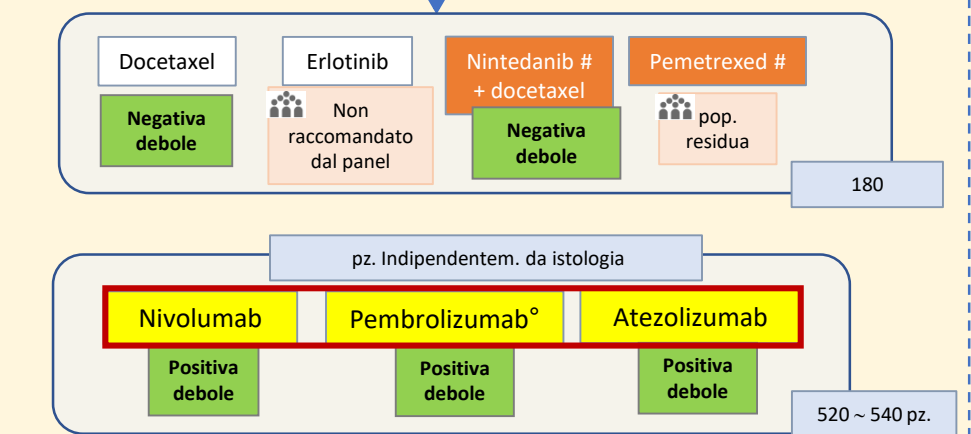 Docetaxel
Negativa
debole
Erlotinib
Non
raccomandato
dal panel
Nintedanib #
+ docetaxel
Negativa
debole
Pemetrexed #
pop.
residua
180
pz. Indipendentem. da istologia
Nivolumab
Positiva
debole
Pembrolizumab°
Positiva
debole
Atezolizumab
Positiva
debole
520 ~ 540 pz.